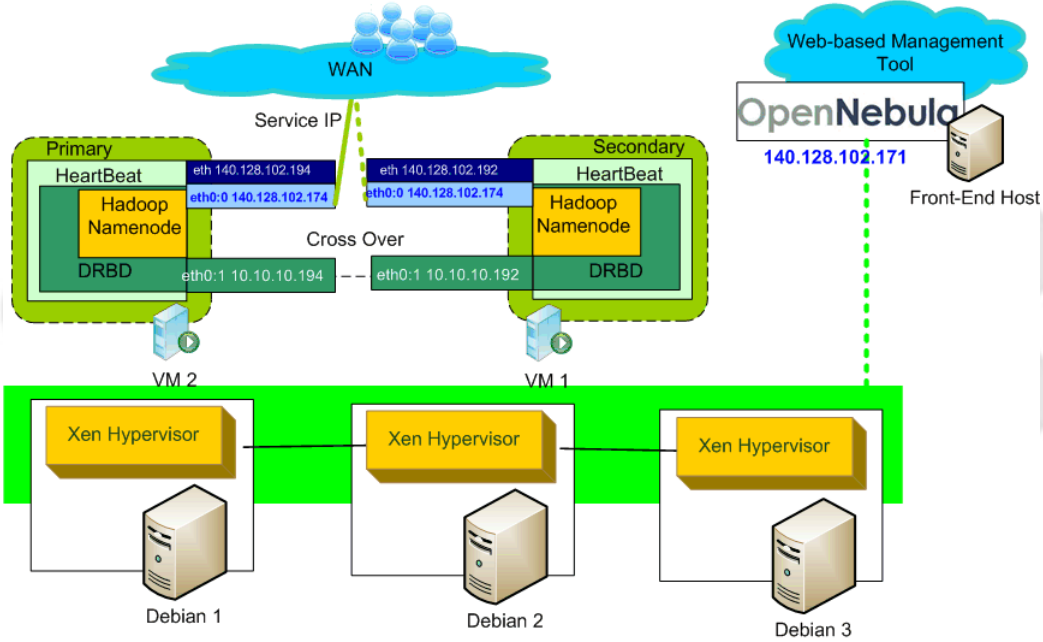 WAN
Web-based Management
Tool
OpenNebula
140.128.102.171
Front-End Host
Service IP
Primary
HeartBeat
Hadoop
Namenode
DRBD
eth 140.128.102.194
eth0:0 140.128.102.174
eth0:1 10.10.10.194
Cross Over
Secondary
HeartBeat
eth 140.128.102.192
eth0:0 140.128.102.174
Hadoop
Namenode
DRBD
eth0:1 10.10.10.192
VM 2
VM 1
Xen Hypervisor
Xen Hypervisor
Xen Hypervisor
Debian 1
Debian 2
Debian 3